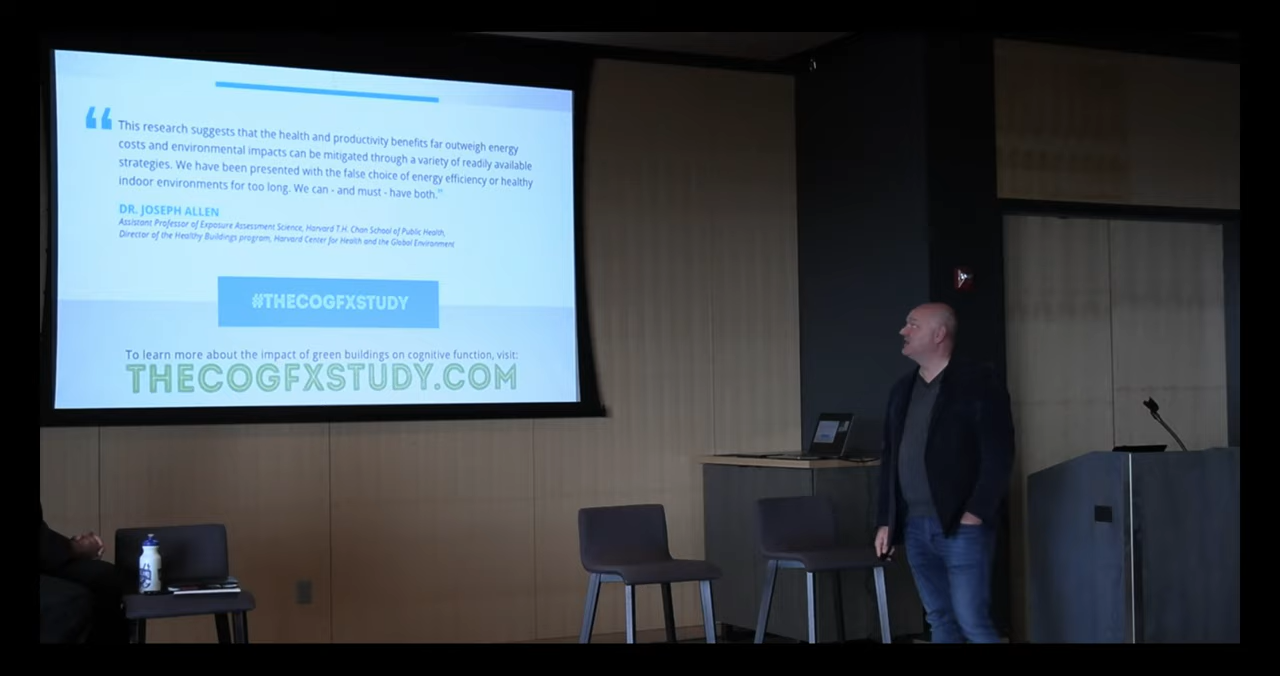 “ This research suggests that the health and productivity benefits far outweigh energy
costs and environmental impacts can be mitigated through a variety of readily available
strategies. We have been presented with the false choice of energy efficiency or healthy
indoor environments for too long. We can - and must - have both.”
DR. JOSEPH ALLEN
Assistant Professor of Exposure Assessment Science, Harvard T.H. Chan School of Public Health,
Director of the Healthy Buildings program, Harvard Center for Health and the Global Environment
#THECOGFXSTUDY
To learn more about the impact of green buildings on cognitive function, visit:
THECOGFXSTUDY.COM